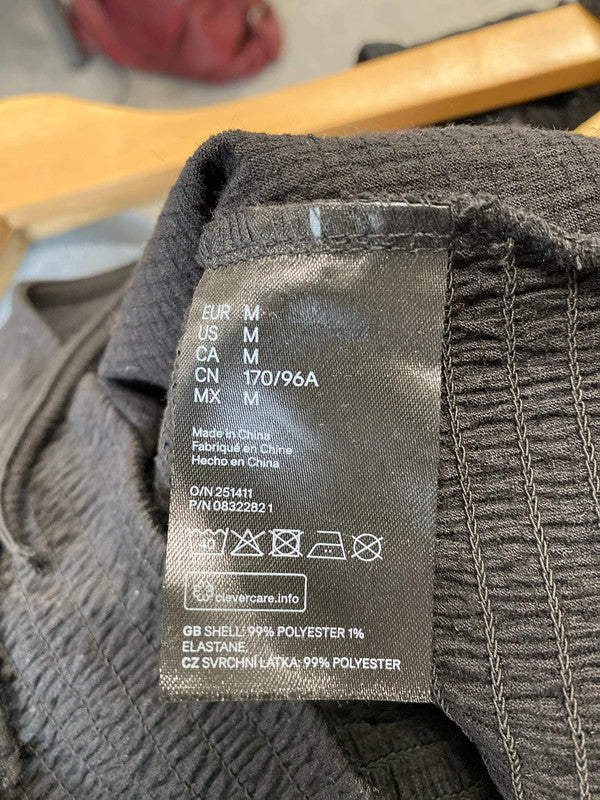 EUR M
US M
CA M
CN 170/96A
MX M
Made in China
Fabriqué en Chine
Hecho en China
O/N 251411
P/N 08322821
clevercare.info
GB SHELL: 99% POLYESTER 1%
ELASTANE,
CZ SVRCHNÍ LÁTKA: 99% POLYESTER